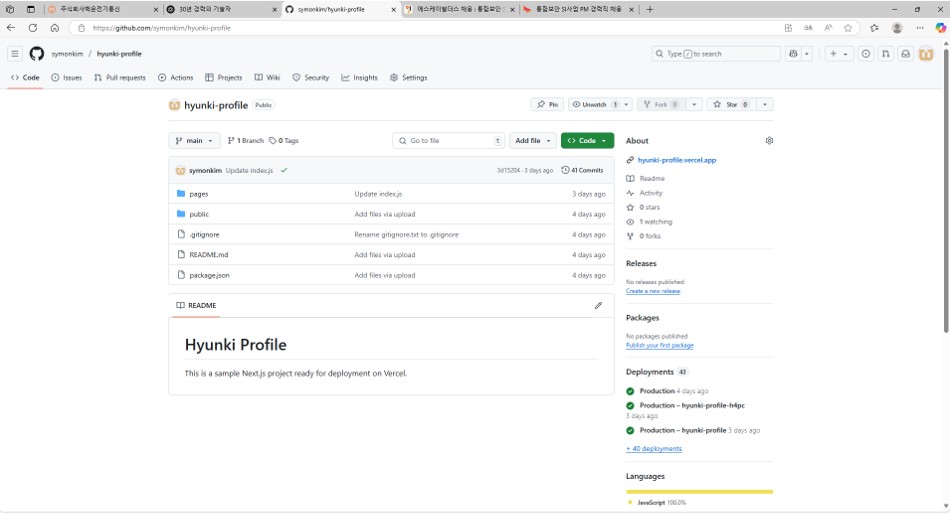 주식회사혁운전기통신
30년 경력의 기술자
symonkim/hyunki-profile
에스케이쉴더스 채용 : 통합보안
통합보안 SI사업 PM 경력직 채용
https://github.com/symonkim/hyunki-profile
symonkim / hyunki-profile
Type / to search
Code Issues Pull requests Actions Projects Wiki Security Insights Settings
hyunki-profile Public
Pin Unwatch 1 Fork 0 Star 0
main 1 Branch 0 Tags Go to file t Add file Code
symonkim Update index.js 3d15204 · 3 days ago 41 Commits
pages Update index.js 3 days ago
public Add files via upload 4 days ago
.gitignore Rename gitignore.txt to .gitignore 4 days ago
README.md Add files via upload 4 days ago
package.json Add files via upload 4 days ago
README
Hyunki Profile
This is a sample Next.js project ready for deployment on Vercel.
About
hyunki-profile.vercel.app
Readme
Activity
0 stars
1 watching
0 forks
Releases
No releases published
Create a new release
Packages
No packages published
Publish your first package
Deployments 43
Production 4 days ago
Production – hyunki-profile-h4pc
3 days ago
Production – hyunki-profile 3 days ago
+ 40 deployments
Languages
JavaScript 100.0%